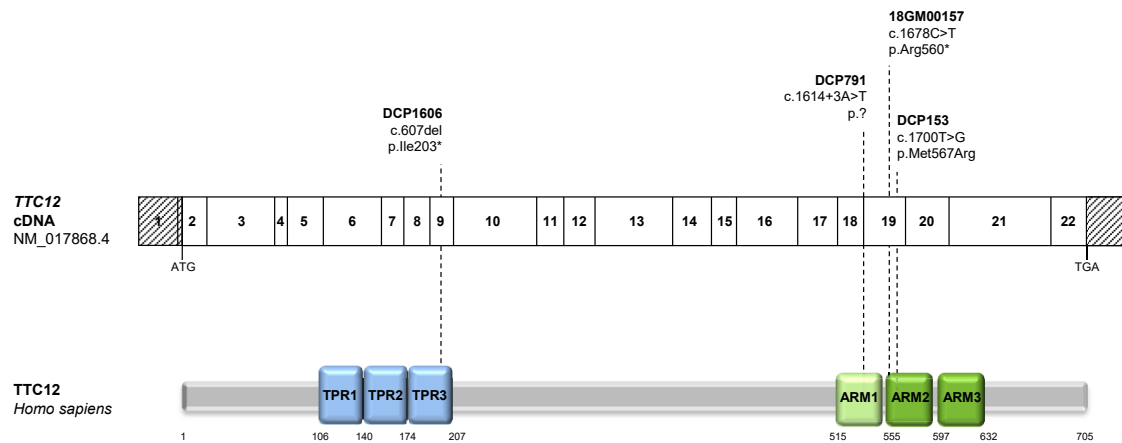 18GM00157
c.1678C>T
p.Arg560*
DCP791
c.1614+3A>T
p.?
DCP1606
c.607del
p.Ile203*
DCP153
c.1700T>G
p.Met567Arg
TTC12
cDNA
NM_017868.4
1 2 3 4 5 6 7 8 9 10 11 12 13 14 15 16 17 18 19 20 21 22
ATG TGA
TTC12
Homo sapiens
TPR1 TPR2 TPR3 ARM1 ARM2 ARM3
1 106 140 174 207 515 555 597 632 705